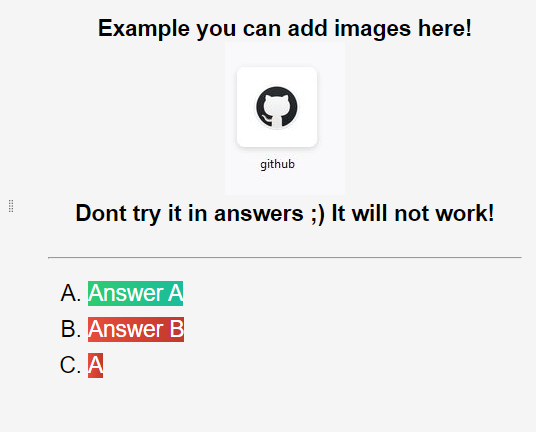 Example you can add images here!
github
Dont try it in answers ;) It will not work!
A. Answer A
B. Answer B
C. A